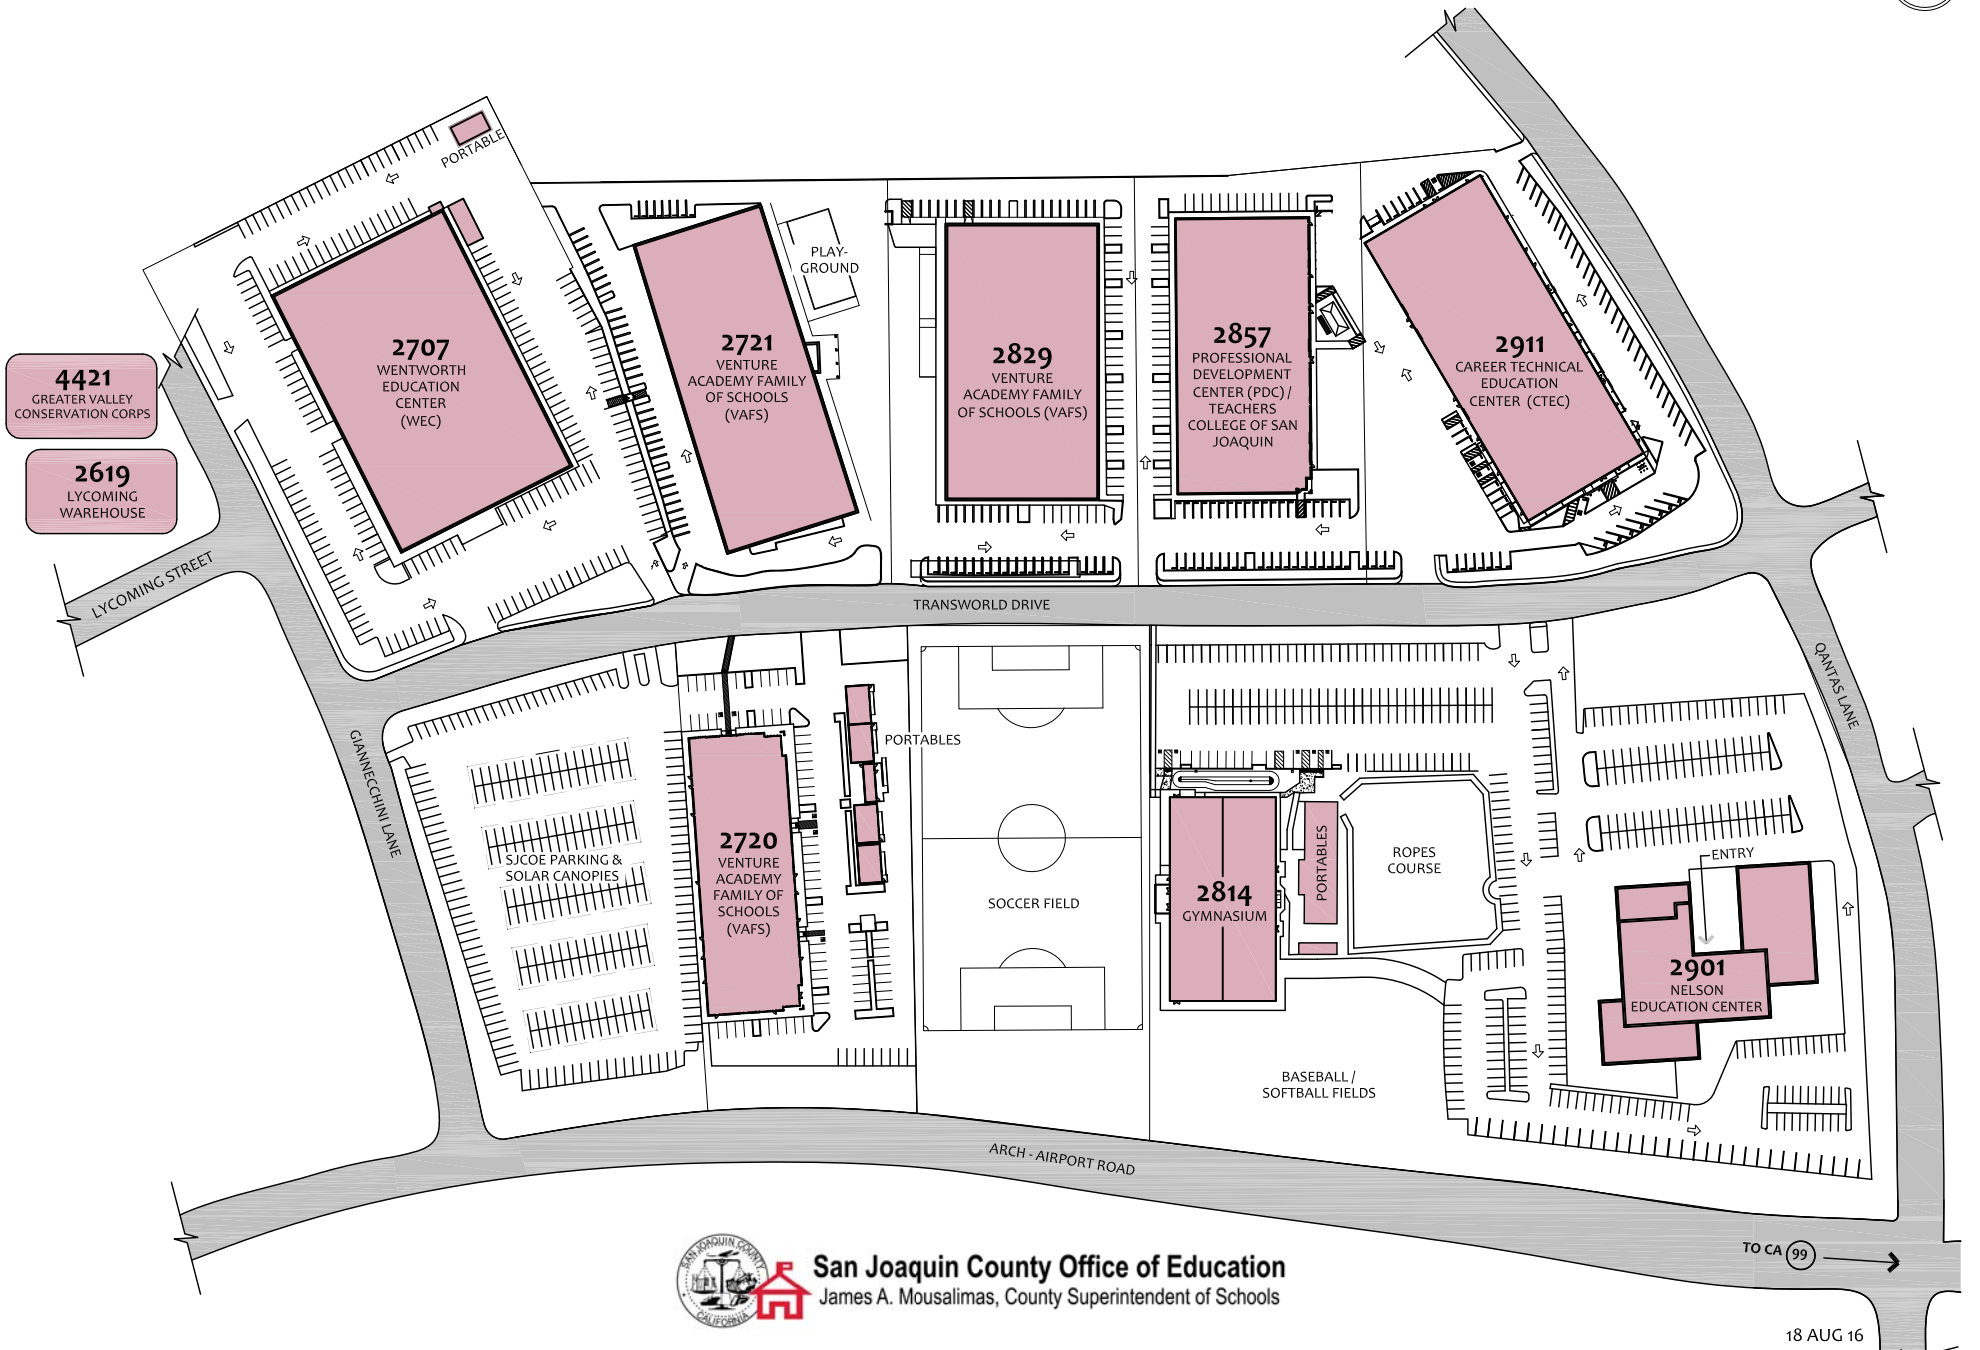 PORTABLE
2707
WENTWORTH
EDUCATION
CENTER
(WEC)
2721
VENTURE
ACADEMY FAMILY
OF SCHOOLS
(VAFS)
PLAY-
GROUND
2829
VENTURE
ACADEMY FAMILY
OF SCHOOLS (VAFS)
2857
PROFESSIONAL
DEVELOPMENT
CENTER (PDC) /
TEACHERS
COLLEGE OF SAN
JOAQUIN
2911
CAREER TECHNICAL
EDUCATION
CENTER (CTEC)
4421
GREATER VALLEY
CONSERVATION CORPS
2619
LYCOMING
WAREHOUSE
LYCOMING STREET
TRANSWORLD DRIVE
QANTAS LANE
GIANNECCHINI LANE
SJCOE PARKING &
SOLAR CANOPIES
2720
VENTURE
ACADEMY
FAMILY OF
SCHOOLS
(VAFS)
PORTABLES
SOCCER FIELD
2814
GYMNASIUM
PORTABLES
ROPES
COURSE
ENTRY
2901
NELSON
EDUCATION CENTER
BASEBALL /
SOFTBALL FIELDS
ARCH - AIRPORT ROAD
TO CA 99
SAN JOAQUIN COUNTY
CALIFORNIA
San Joaquin County Office of Education
James A. Mousalimas, County Superintendent of Schools
18 AUG 16